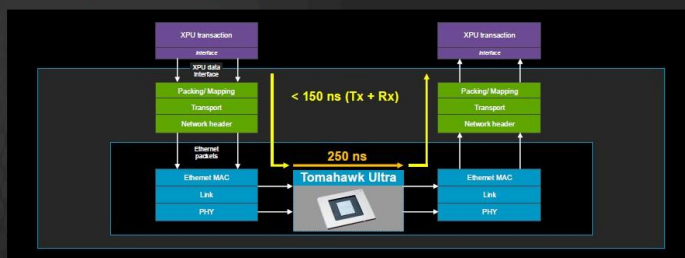 XPU transaction
Interface
XPU data
Interface
Packing/ Mapping
Transport
Network header
Ethernet
packets
Ethernet MAC
Link
PHY
< 150 ns (Tx + Rx)
250 ns
Tomahawk Ultra
XPU transaction
Interface
Packing/ Mapping
Transport
Network header
Ethernet MAC
Link
PHY